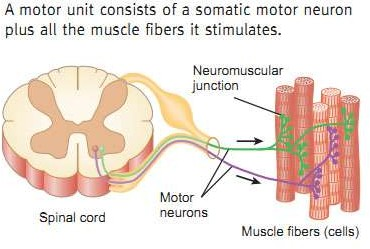 A motor unit consists of a somatic motor neuron
plus all the muscle fibers it stimulates.
Neuromuscular
junction
Motor
neurons
Spinal cord
Muscle fibers (cells)